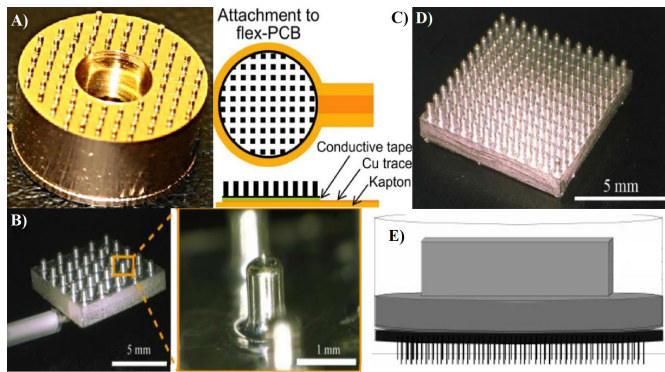 A)
Attachment to
flex-PCB
Conductive tape
Cu trace
Kapton
C)
D)
5 mm
B)
5 mm
1 mm
E)